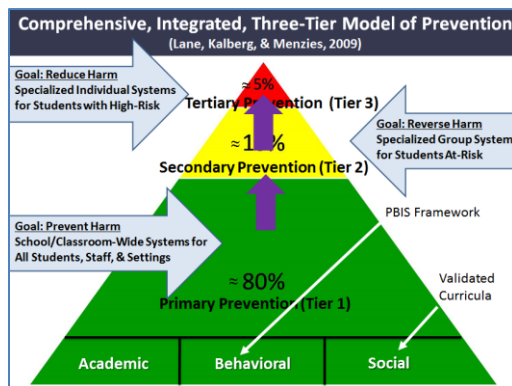 Comprehensive, Integrated, Three-Tier Model of Prevention
(Lane, Kalberg, & Menzies, 2009)
Goal: Reduce Harm
Specialized Individual Systems
for Students with High-Risk
≈ 5%
Tertiary Prevention (Tier 3)
Goal: Reverse Harm
Specialized Group System
for Students At-Risk
≈
Secondary Prevention (Tier 2)
PBIS Framework
Goal: Prevent Harm
School/Classroom-Wide Systems for
All Students, Staff, & Settings
Validated
Curricula
≈ 80%
Primary Prevention (Tier 1)
Academic
Behavioral
Social